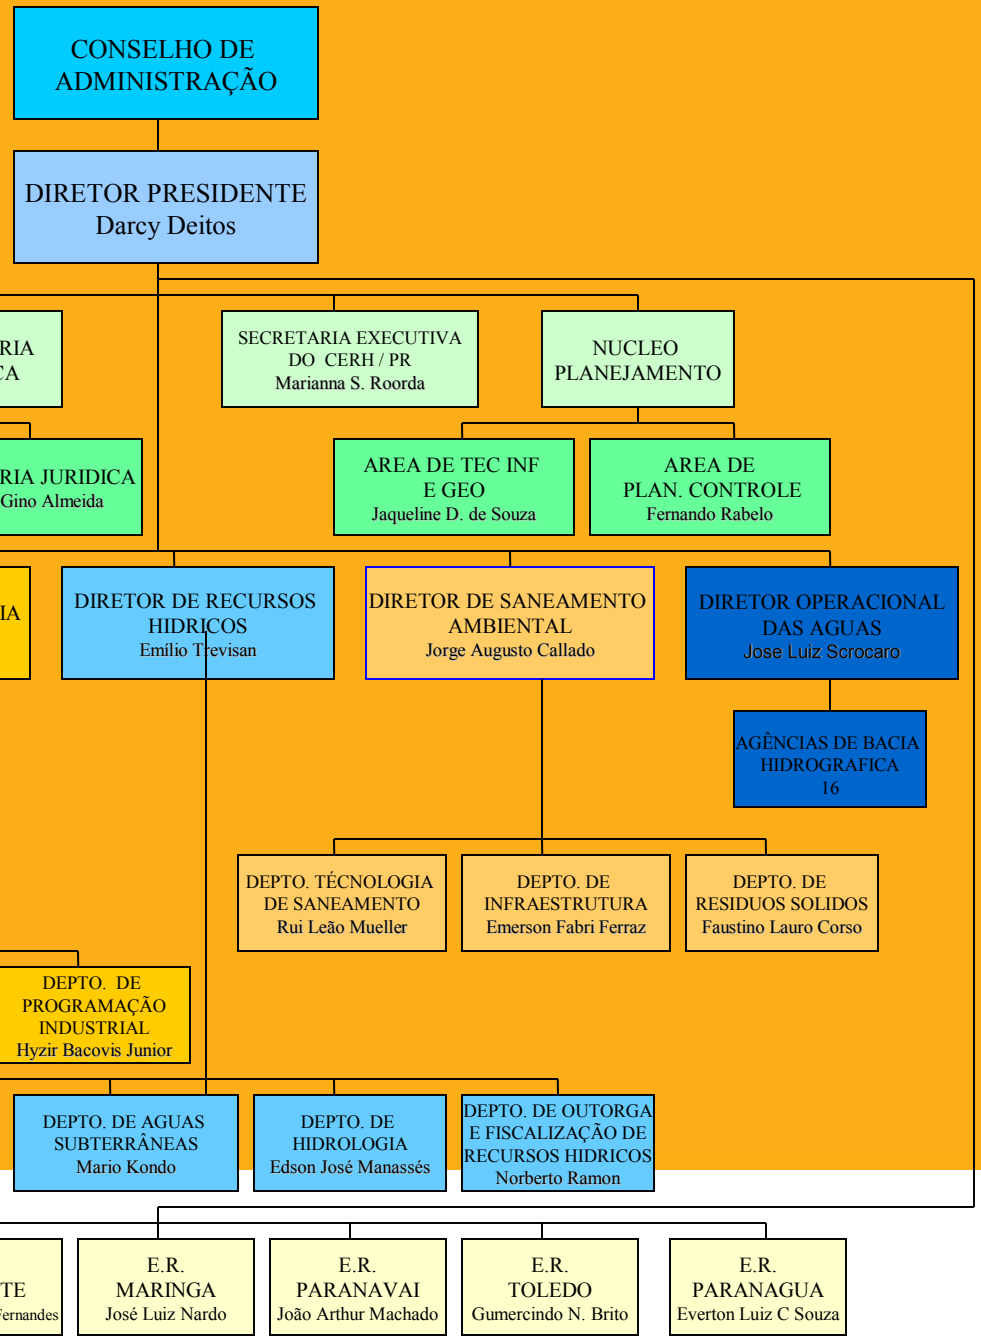 CONSELHO DE
ADMINISTRAÇÃO
DIRETOR PRESIDENTE
Darcy Deitos
RIA
CA
SECRETARIA EXECUTIVA
DO CERH / PR
Marianna S. Roorda
NUCLEO
PLANEJAMENTO
RIA JURIDICA
Gino Almeida
AREA DE TEC INF
E GEO
Jaqueline D. de Souza
AREA DE
PLAN. CONTROLE
Fernando Rabelo
IA
DIRETOR DE RECURSOS
HIDRICOS
Emílio Trevisan
DIRETOR DE SANEAMENTO
AMBIENTAL
Jorge Augusto Callado
DIRETOR OPERACIONAL
DAS AGUAS
Jose Luiz Scrocaro
AGÊNCIAS DE BACIA
HIDROGRAFICA
16
DEPTO. TÉCNOLOGIA
DE SANEAMENTO
Rui Leão Mueller
DEPTO. DE
INFRAESTRUTURA
Emerson Fabri Ferraz
DEPTO. DE
RESIDUOS SOLIDOS
Faustino Lauro Corso
DEPTO. DE
PROGRAMAÇÃO
INDUSTRIAL
Hyzir Bacovis Junior
DEPTO. DE AGUAS
SUBTERRÂNEAS
Mario Kondo
DEPTO. DE
HIDROLOGIA
Edson José Manassés
DEPTO. DE OUTORGA
E FISCALIZAÇÃO DE
RECURSOS HIDRICOS
Norberto Ramon
TE
Fernandes
E.R.
MARINGA
José Luiz Nardo
E.R.
PARANAVAI
João Arthur Machado
E.R.
TOLEDO
Gumercindo N. Brito
E.R.
PARANAGUA
Everton Luiz C Souza